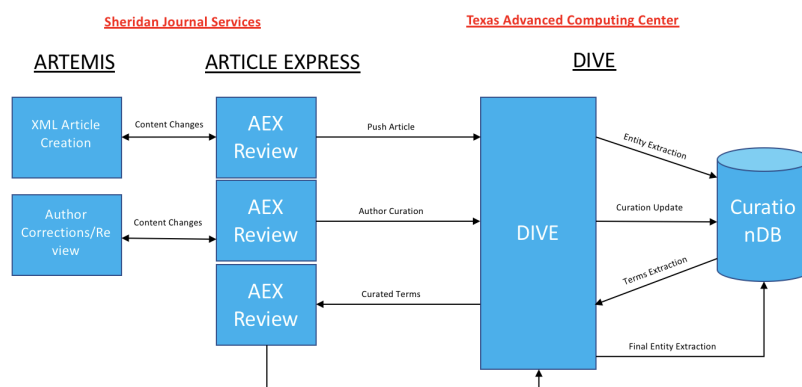 Sheridan Journal Services
Texas Advanced Computing Center
ARTEMIS
ARTICLE EXPRESS
DIVE
XML Article
Creation
Content Changes
AEX
Review
Push Article
Entity Extraction
Author
Corrections/Re
view
Content Changes
AEX
Review
Author Curation
DIVE
Curation Update
Curatio
nDB
AEX
Review
Curated Terms
Terms Extraction
Final Entity Extraction